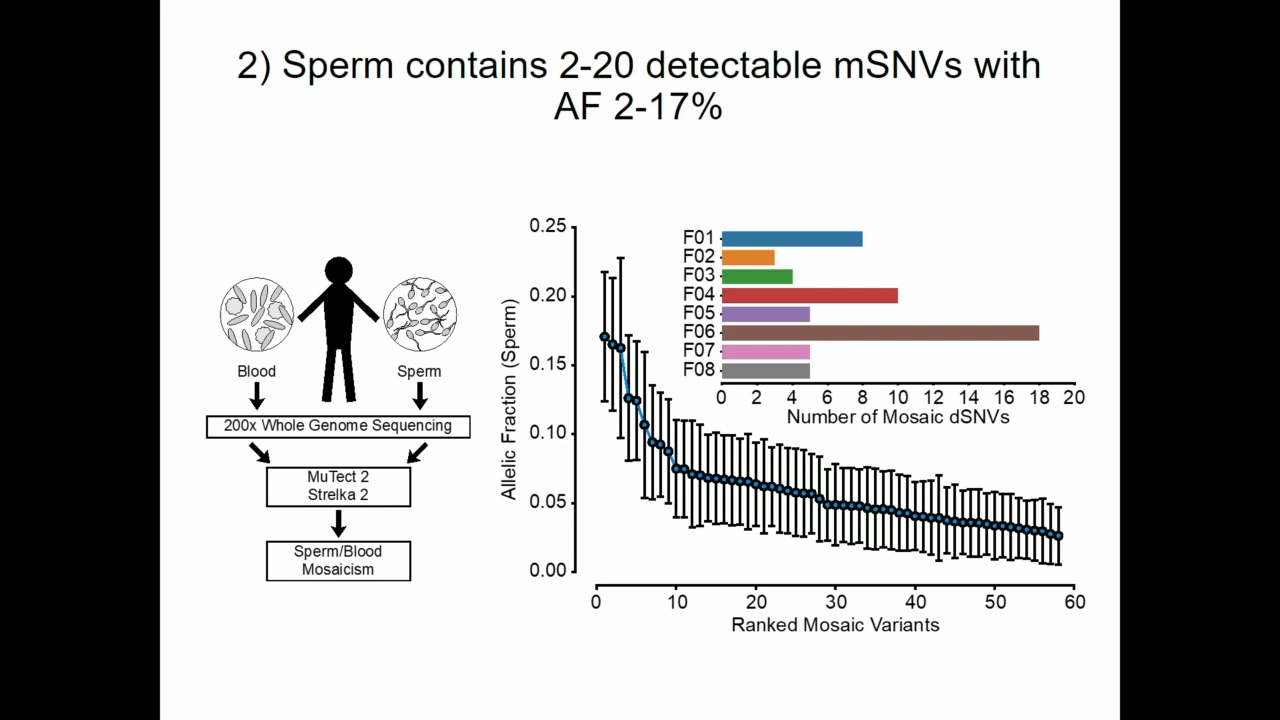 2) Sperm contains 2-20 detectable mSNVs with
AF 2-17%
Blood
Sperm
200x Whole Genome Sequencing
MuTect 2
Strelka 2
Sperm/Blood
Mosaicism
Allelic Fraction (Sperm)
0.25
0.20
0.15
0.10
0.05
0.00
0 10 20 30 40 50 60
Ranked Mosaic Variants
F01
F02
F03
F04
F05
F06
F07
F08
0 2 4 6 8 10 12 14 16 18 20
Number of Mosaic dSNVs